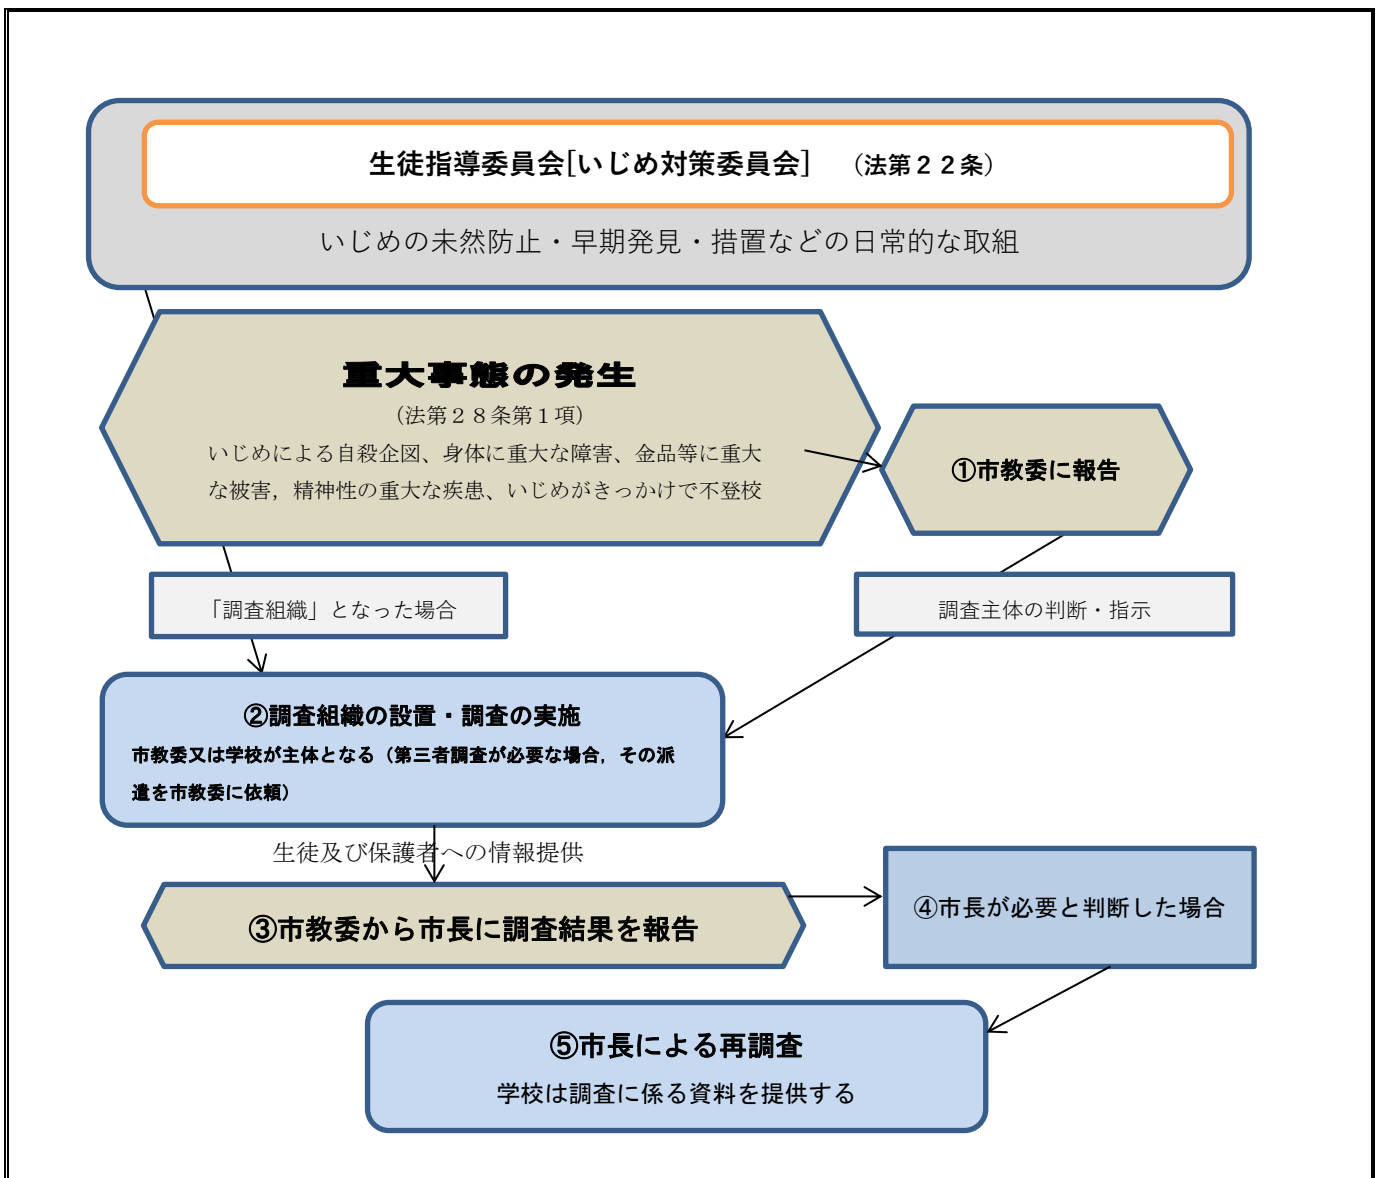 生徒指導委員会[いじめ対策委員会]　（法第２２条）
いじめの未然防止・早期発見・措置などの日常的な取組
重大事態の発生
（法第２８条第１項）
いじめによる自殺企図、身体に重大な障害、金品等に重大
な被害，精神性の重大な疾患、いじめがきっかけで不登校
①市教委に報告
「調査組織」となった場合
調査主体の判断・指示
②調査組織の設置・調査の実施
市教委又は学校が主体となる（第三者調査が必要な場合，その派
遣を市教委に依頼）
生徒及び保護者への情報提供
③市教委から市長に調査結果を報告
④市長が必要と判断した場合
⑤市長による再調査
学校は調査に係る資料を提供する